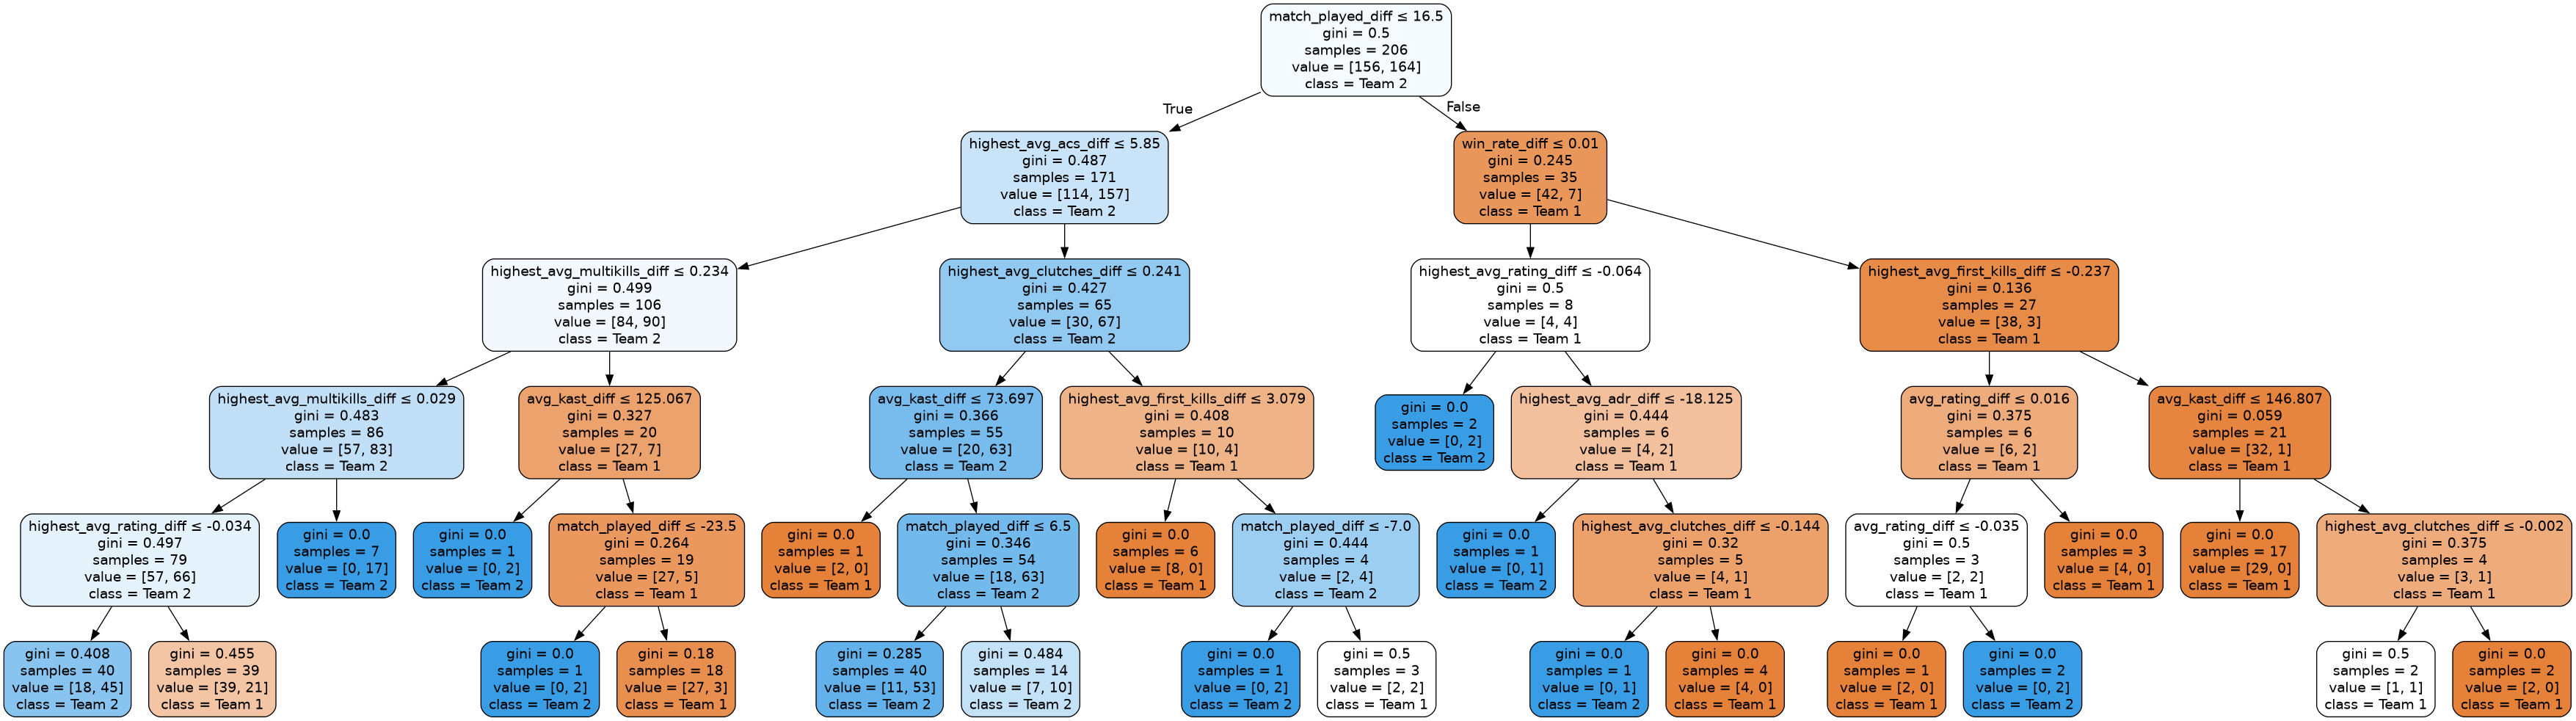 match_played_diff ≤ 16.5
gini = 0.5
samples = 206
value = [156, 164]
class = Team 2
True
False
highest_avg_acs_diff ≤ 5.85
gini = 0.487
samples = 171
value = [114, 157]
class = Team 2
win_rate_diff ≤ 0.01
gini = 0.245
samples = 35
value = [42, 7]
class = Team 1
highest_avg_multikills_diff ≤ 0.234
gini = 0.499
samples = 106
value = [84, 90]
class = Team 2
highest_avg_clutches_diff ≤ 0.241
gini = 0.427
samples = 65
value = [30, 67]
class = Team 2
highest_avg_rating_diff ≤ -0.064
gini = 0.5
samples = 8
value = [4, 4]
class = Team 1
highest_avg_first_kills_diff ≤ -0.237
gini = 0.136
samples = 27
value = [38, 3]
class = Team 1
highest_avg_multikills_diff ≤ 0.029
gini = 0.483
samples = 86
value = [57, 83]
class = Team 2
avg_kast_diff ≤ 125.067
gini = 0.327
samples = 20
value = [27, 7]
class = Team 1
avg_kast_diff ≤ 73.697
gini = 0.366
samples = 55
value = [20, 63]
class = Team 2
highest_avg_first_kills_diff ≤ 3.079
gini = 0.408
samples = 10
value = [10, 4]
class = Team 1
gini = 0.0
samples = 2
value = [0, 2]
class = Team 2
highest_avg_adr_diff ≤ -18.125
gini = 0.444
samples = 6
value = [4, 2]
class = Team 1
avg_rating_diff ≤ 0.016
gini = 0.375
samples = 6
value = [6, 2]
class = Team 1
avg_kast_diff ≤ 146.807
gini = 0.059
samples = 21
value = [32, 1]
class = Team 1
highest_avg_rating_diff ≤ -0.034
gini = 0.497
samples = 79
value = [57, 66]
class = Team 2
gini = 0.0
samples = 7
value = [0, 17]
class = Team 2
gini = 0.0
samples = 1
value = [0, 2]
class = Team 2
match_played_diff ≤ -23.5
gini = 0.264
samples = 19
value = [27, 5]
class = Team 1
gini = 0.0
samples = 1
value = [2, 0]
class = Team 1
match_played_diff ≤ 6.5
gini = 0.346
samples = 54
value = [18, 63]
class = Team 2
gini = 0.0
samples = 6
value = [8, 0]
class = Team 1
match_played_diff ≤ -7.0
gini = 0.444
samples = 4
value = [2, 4]
class = Team 2
gini = 0.0
samples = 1
value = [0, 1]
class = Team 2
highest_avg_clutches_diff ≤ -0.144
gini = 0.32
samples = 5
value = [4, 1]
class = Team 1
avg_rating_diff ≤ -0.035
gini = 0.5
samples = 3
value = [2, 2]
class = Team 1
gini = 0.0
samples = 3
value = [4, 0]
class = Team 1
gini = 0.0
samples = 17
value = [29, 0]
class = Team 1
highest_avg_clutches_diff ≤ -0.002
gini = 0.375
samples = 4
value = [3, 1]
class = Team 1
gini = 0.408
samples = 40
value = [18, 45]
class = Team 2
gini = 0.455
samples = 39
value = [39, 21]
class = Team 1
gini = 0.0
samples = 1
value = [0, 2]
class = Team 2
gini = 0.18
samples = 18
value = [27, 3]
class = Team 1
gini = 0.285
samples = 40
value = [11, 53]
class = Team 2
gini = 0.484
samples = 14
value = [7, 10]
class = Team 2
gini = 0.0
samples = 1
value = [0, 2]
class = Team 2
gini = 0.5
samples = 3
value = [2, 2]
class = Team 1
gini = 0.0
samples = 1
value = [0, 1]
class = Team 2
gini = 0.0
samples = 4
value = [4, 0]
class = Team 1
gini = 0.0
samples = 1
value = [2, 0]
class = Team 1
gini = 0.0
samples = 2
value = [0, 2]
class = Team 2
gini = 0.5
samples = 2
value = [1, 1]
class = Team 1
gini = 0.0
samples = 2
value = [2, 0]
class = Team 1